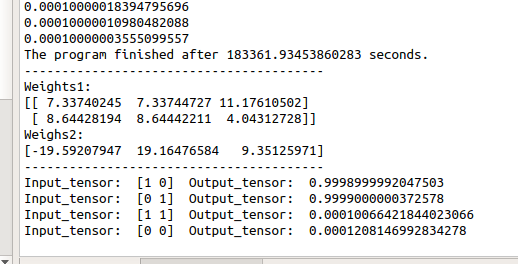 0.00010000018394795696
0.00010000010980482088
0.00010000003555099557
The program finished after 183361.93453860283 seconds.
----------------------------------------
Weights1:
[[ 7.33740245 7.33744727 11.17610502]
[ 8.64428194 8.64442211 4.04312728]]
Weighs2:
[-19.59207947 19.16476584 9.35125971]
----------------------------------------
Input_tensor: [1 0] Output_tensor: 0.9998999992047503
Input_tensor: [0 1] Output_tensor: 0.9999000000372578
Input_tensor: [1 1] Output_tensor: 0.00010066421844023066
Input_tensor: [0 0] Output_tensor: 0.0001208146992834278